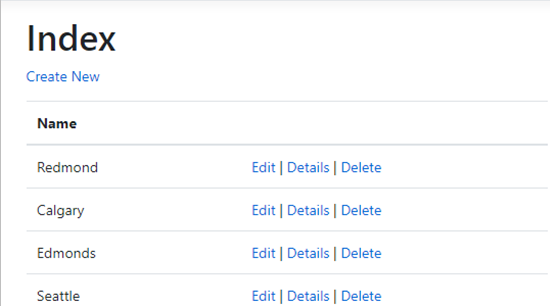 Index
Create New
Name
Redmond Edit | Details | Delete
Calgary Edit | Details | Delete
Edmonds Edit | Details | Delete
Seattle Edit | Details | Delete